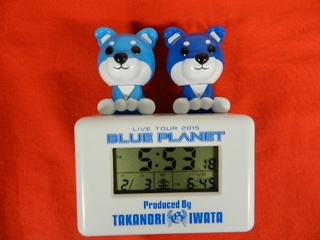 LIVE TOUR 2015
BLUE PLANET
5:53 18
2/ 3 6:45
Produced By
TAKANORI IWATA